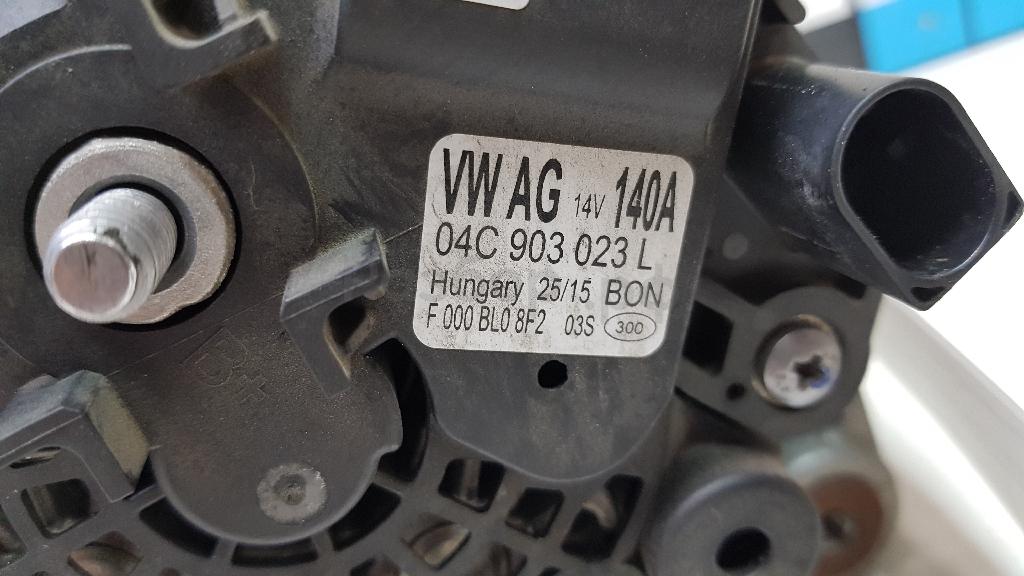 VW AG 14V 140A
04C 903 023 L
Hungary 25/15 BON
F 000 BL0 8F2 03S 300
B+